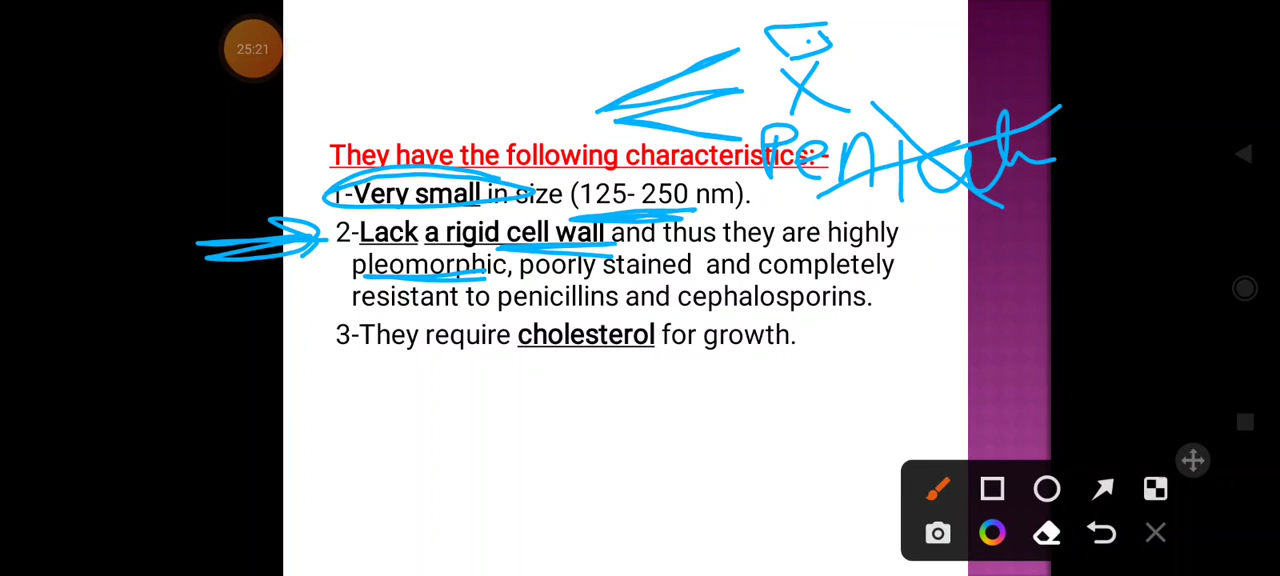 25:21
They have the following characteristics:-
1-Very small in size (125- 250 nm).
2-Lack a rigid cell wall and thus they are highly
pleomorphic, poorly stained and completely
resistant to penicillins and cephalosporins.
3-They require cholesterol for growth.